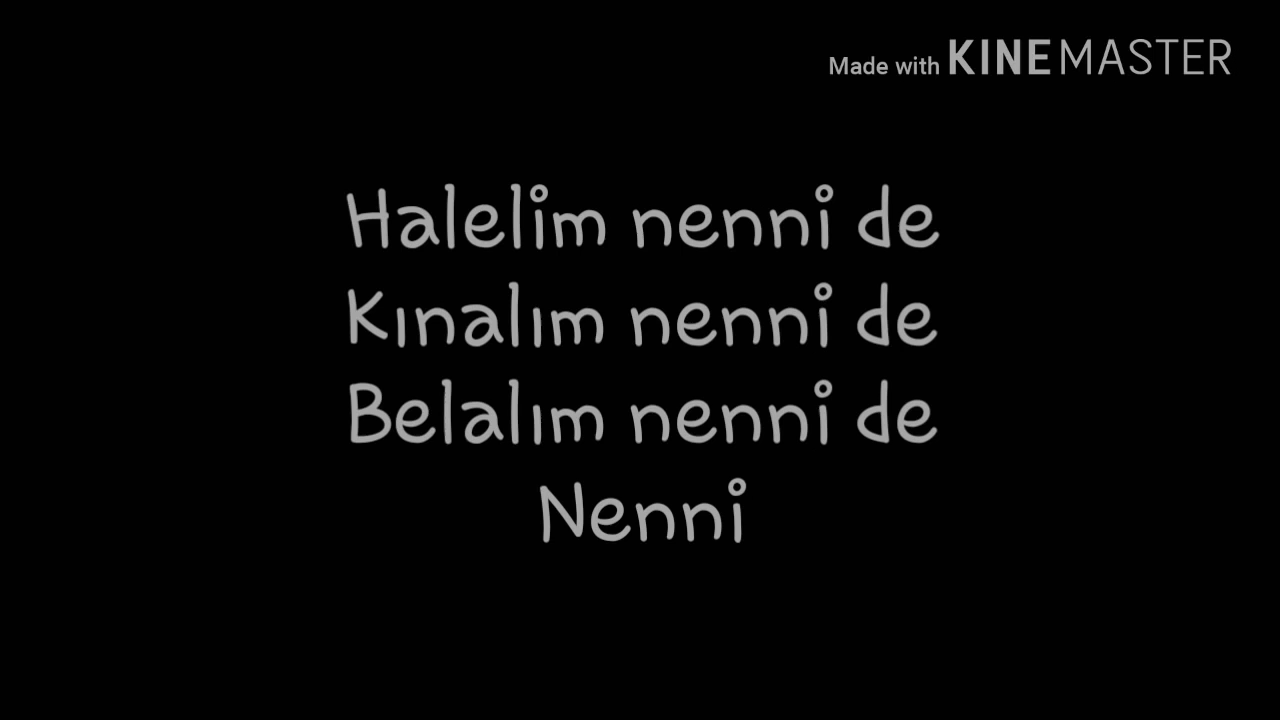 Made with KINEMASTER
Halelim nenni de
Kınalım nenni de
Belalım nenni de
Nenni